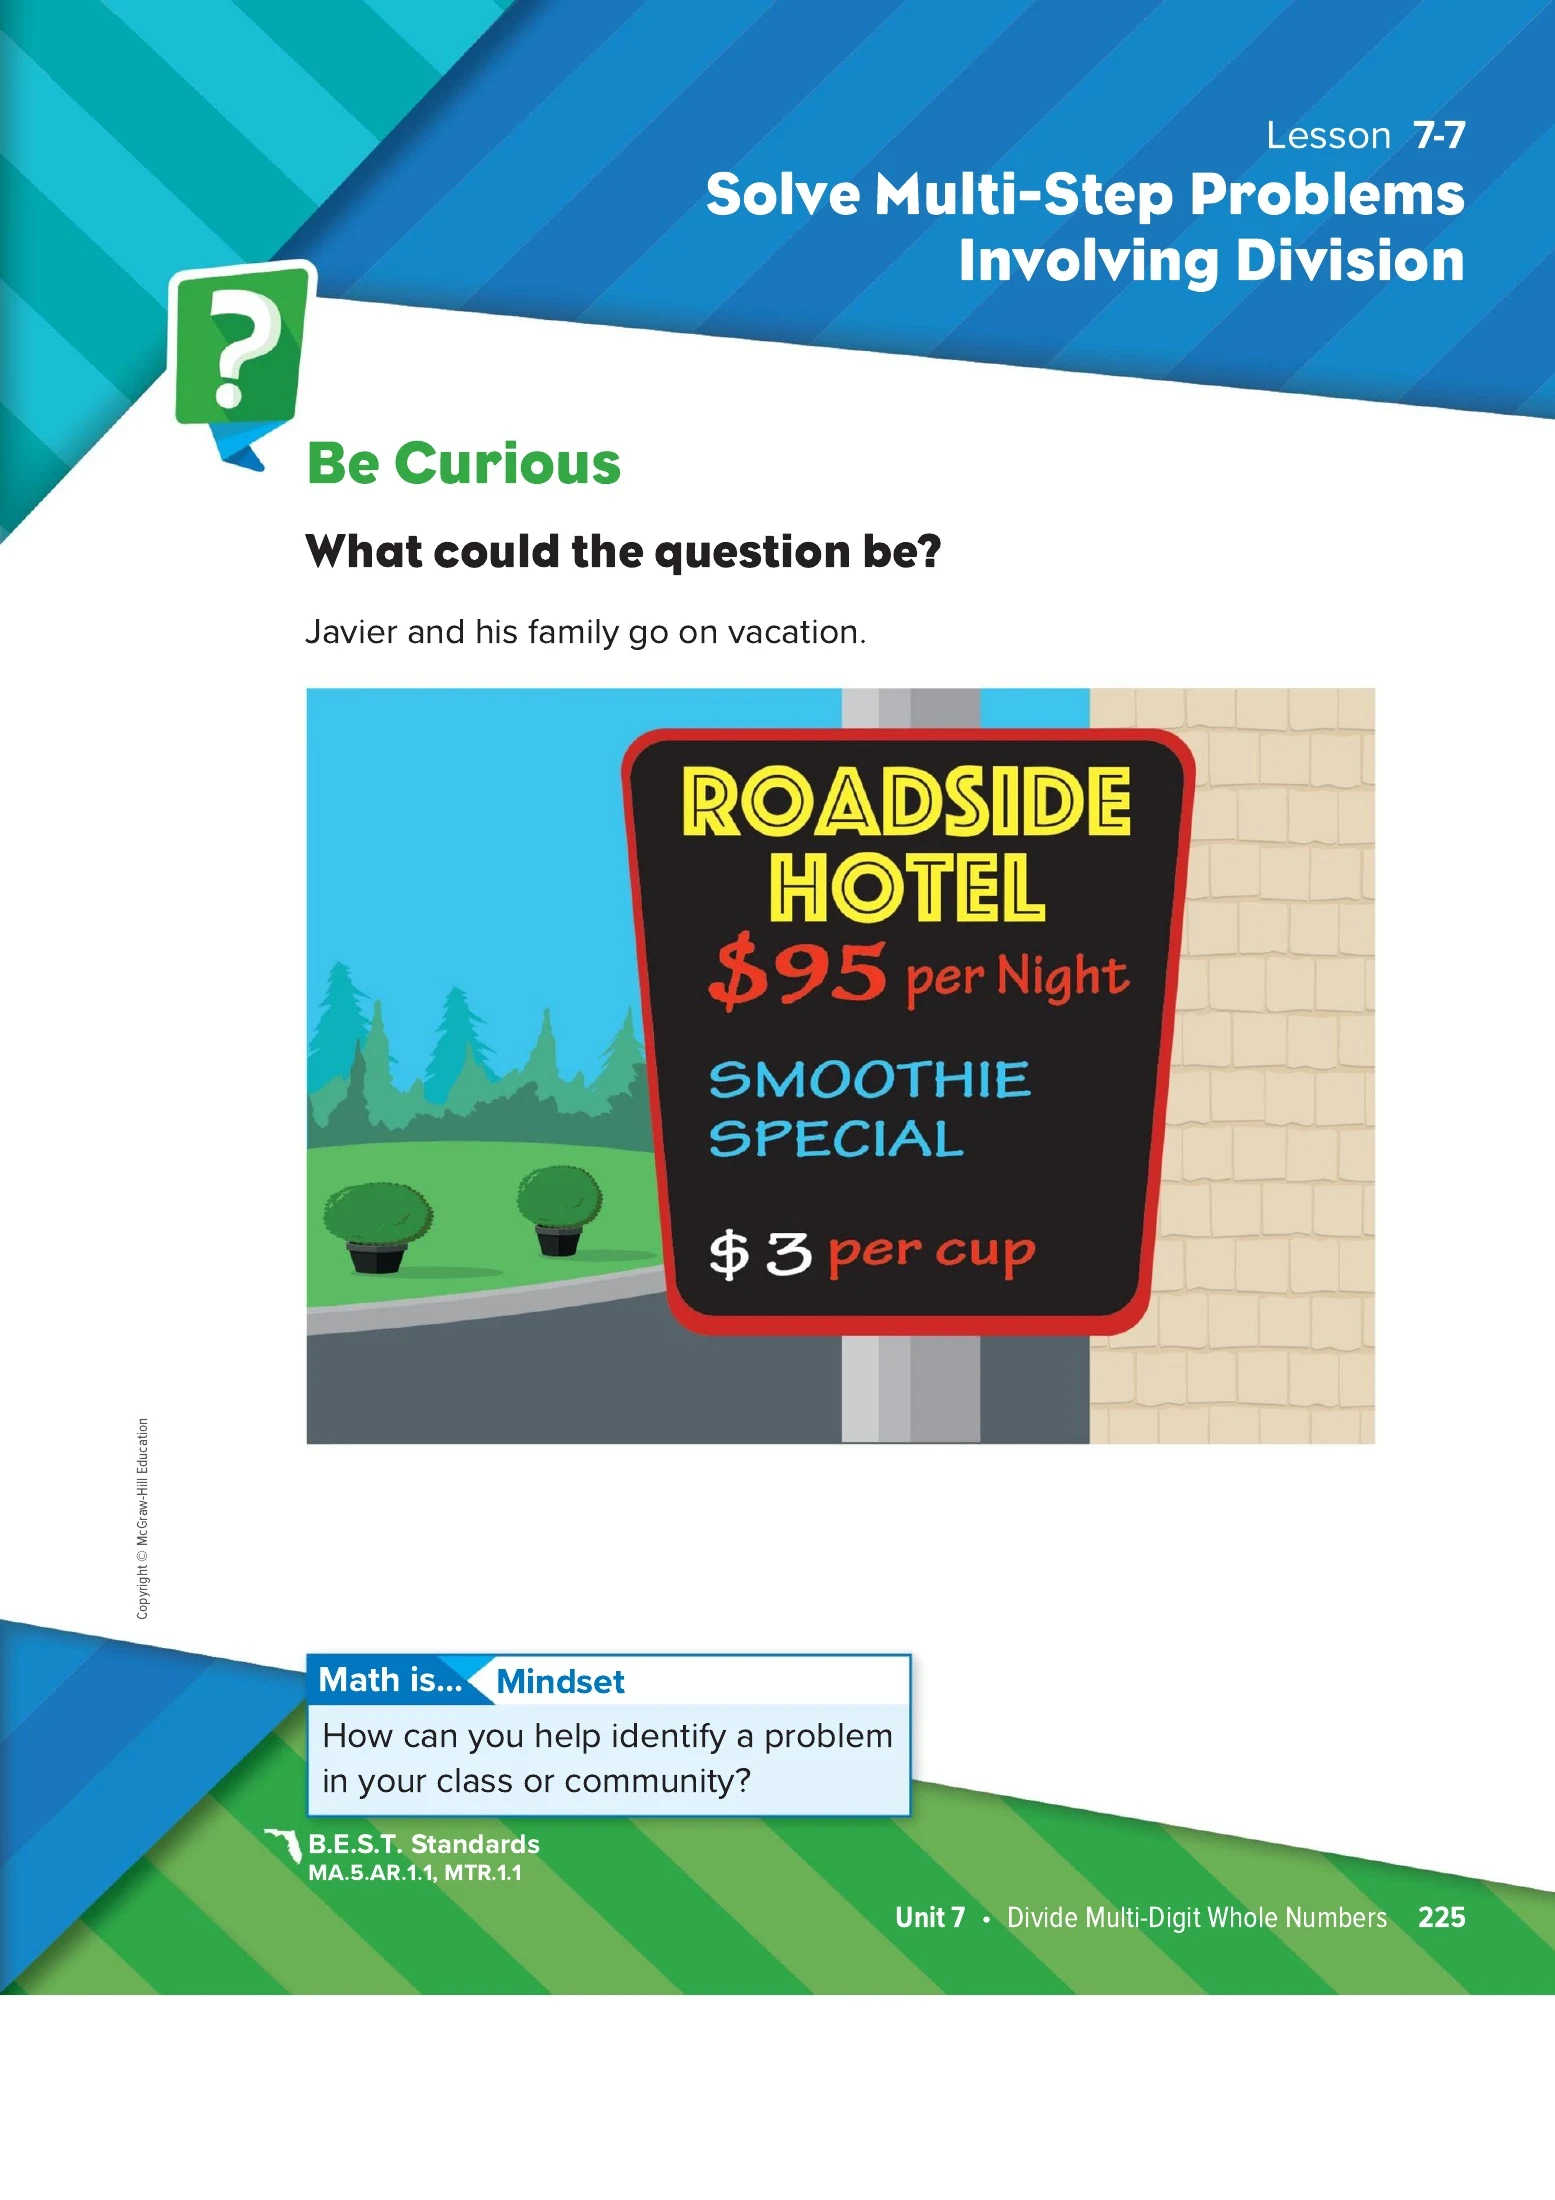 Lesson 7-7
Solve Multi-Step Problems
Involving Division
?
Be Curious
What could the question be?
Javier and his family go on vacation.
ROADSIDE
HOTEL
$95 per Night
SMOOTHIE
SPECIAL
$ 3 per cup
Copyright © McGraw-Hill Education
Math is... Mindset
How can you help identify a problem
in your class or community?
B.E.S.T. Standards
MA.5.AR.1.1, MTR.1.1
Unit 7 • Divide Multi-Digit Whole Numbers 225